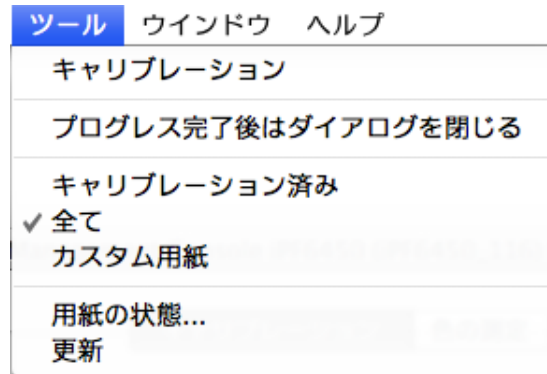 ツール ウインドウ ヘルプ
キャリブレーション
プログレス完了後はダイアログを閉じる
キャリブレーション済み
✓ 全て
カスタム用紙
用紙の状態...
更新